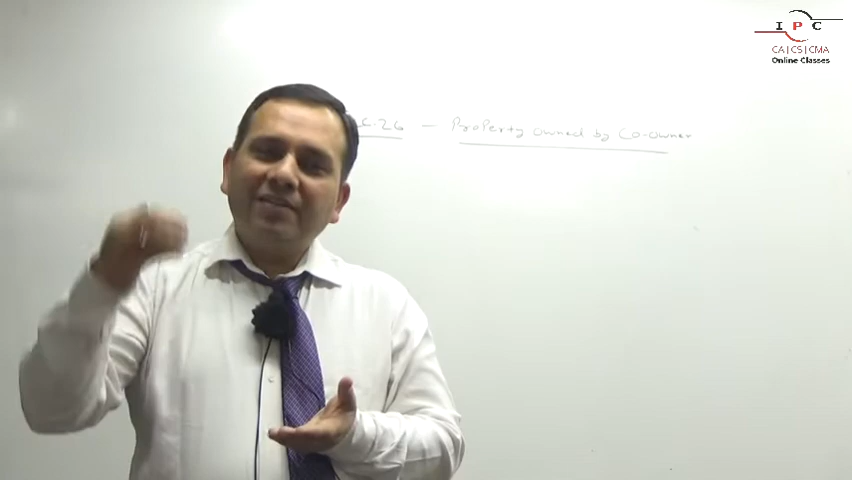 IPC
CA|CS|CMA
Online Classes
26 - Property owned by Co-owner